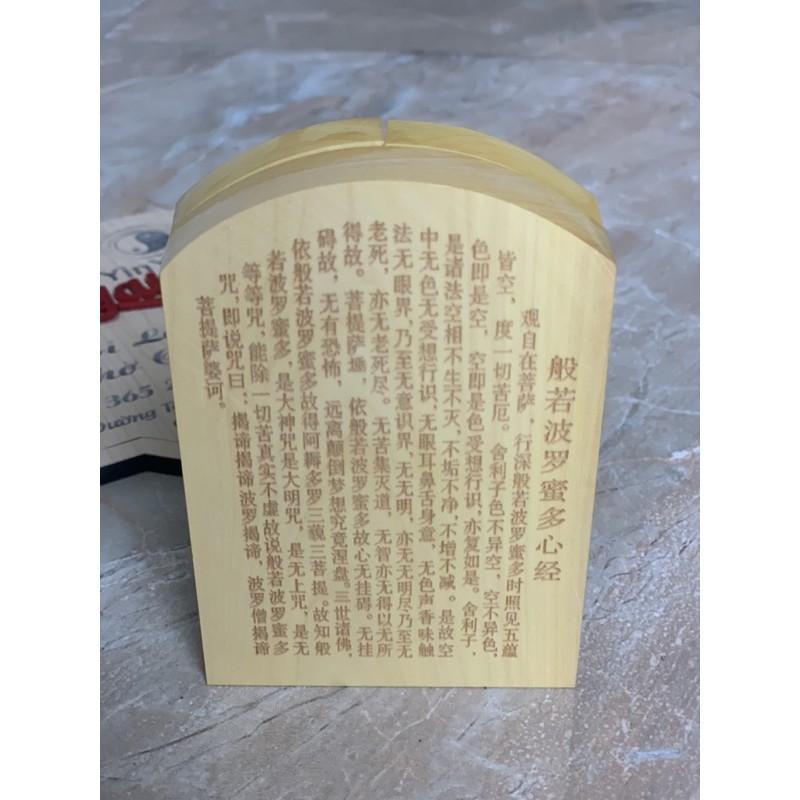 般若波罗蜜多心经
观自在菩萨，行深般若波罗蜜多时照见五蕴
皆空，度一切苦厄。舍利子色不异空，空不异色，
色即是空，空即是色受想行识，亦复如是。舍利子，
是诸法空相不生不灭，不垢不净，不增不减。是故空
中无色无受想行识，无眼耳鼻舌身意，无色声香味触
法无眼界，乃至无意识界，无无明，亦无无明尽乃至无
老死，亦无老死尽。无苦集灭道，无智亦无得以无所
得故。菩提萨埵，依般若波罗蜜多故心无挂碍。无挂
碍故，无有恐怖，远离颠倒梦想究竟涅盘。三世诸佛，
依般若波罗蜜多故得阿耨多罗三藐三菩提。故知般
若波罗蜜多，是大神咒是大明咒，是无上咒，是无
等等咒，能除一切苦真实不虚故说般若波罗蜜多
咒，即说咒曰：揭谛揭谛波罗揭谛，波罗僧揭谛
菩提萨婆诃。
Yin
365